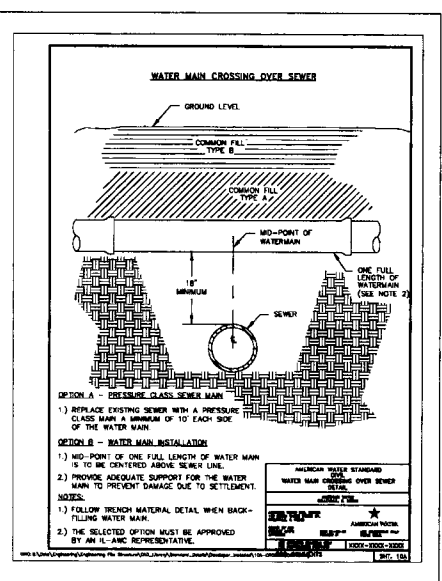 WATER MAIN CROSSING OVER SEWER
GROUND LEVEL
COMMON FILL
TYPE B
COMMON FILL
TYPE A
MID-POINT OF
WATERMAIN
18"
MINIMUM
ONE FULL
LENGTH OF
WATERMAIN
(SEE NOTE 2)
SEWER
OPTION A - PRESSURE CLASS SEWER MAIN
1.) REPLACE EXISTING SEWER WITH A PRESSURE
CLASS MAIN A MINIMUM OF 10' EACH SIDE
OF THE WATER MAIN.
OPTION B - WATER MAIN INSTALLATION
1.) MID-POINT OF ONE FULL LENGTH OF WATER MAIN
IS TO BE CENTERED ABOVE SEWER LINE.
2.) PROVIDE ADEQUATE SUPPORT FOR THE WATER
MAIN TO PREVENT DAMAGE DUE TO SETTLEMENT.
NOTES:
1.) FOLLOW TRENCH MATERIAL DETAIL WHEN BACK-
FILLING WATER MAIN.
2.) THE SELECTED OPTION MUST BE APPROVED
BY AN IL-AWC REPRESENTATIVE.
AMERICAN WATER STANDARD
CIVIL
WATER MAIN CROSSING OVER SEWER
DETAIL
AMERICAN WATER
XXXX-XXXX-XXXX
SHT. 10A